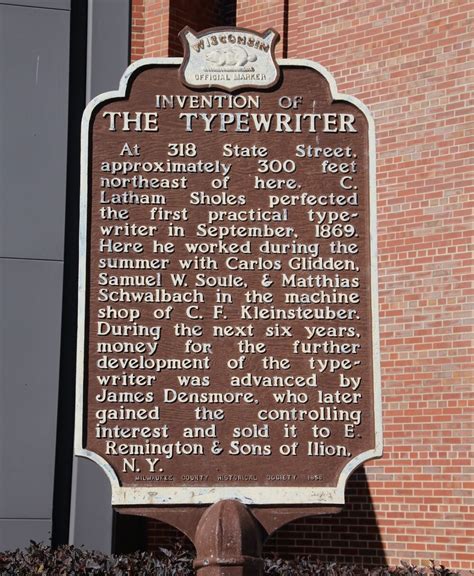 WISCONSIN
OFFICIAL MARKER
INVENTION OF
THE TYPEWRITER
At 318 State Street,
approximately 300 feet
northeast of here, C.
Latham Sholes perfected
the first practical type-
writer in September, 1869.
Here he worked during the
summer with Carlos Glidden,
Samuel W. Soule, & Matthias
Schwalbach in the machine
shop of C. F. Kleinsteuber.
During the next six years,
money for the further
development of the type-
writer was advanced by
James Densmore, who later
gained the controlling
interest and sold it to E.
Remington & Sons of Ilion,
N. Y.
MILWAUKEE COUNTY HISTORICAL SOCIETY